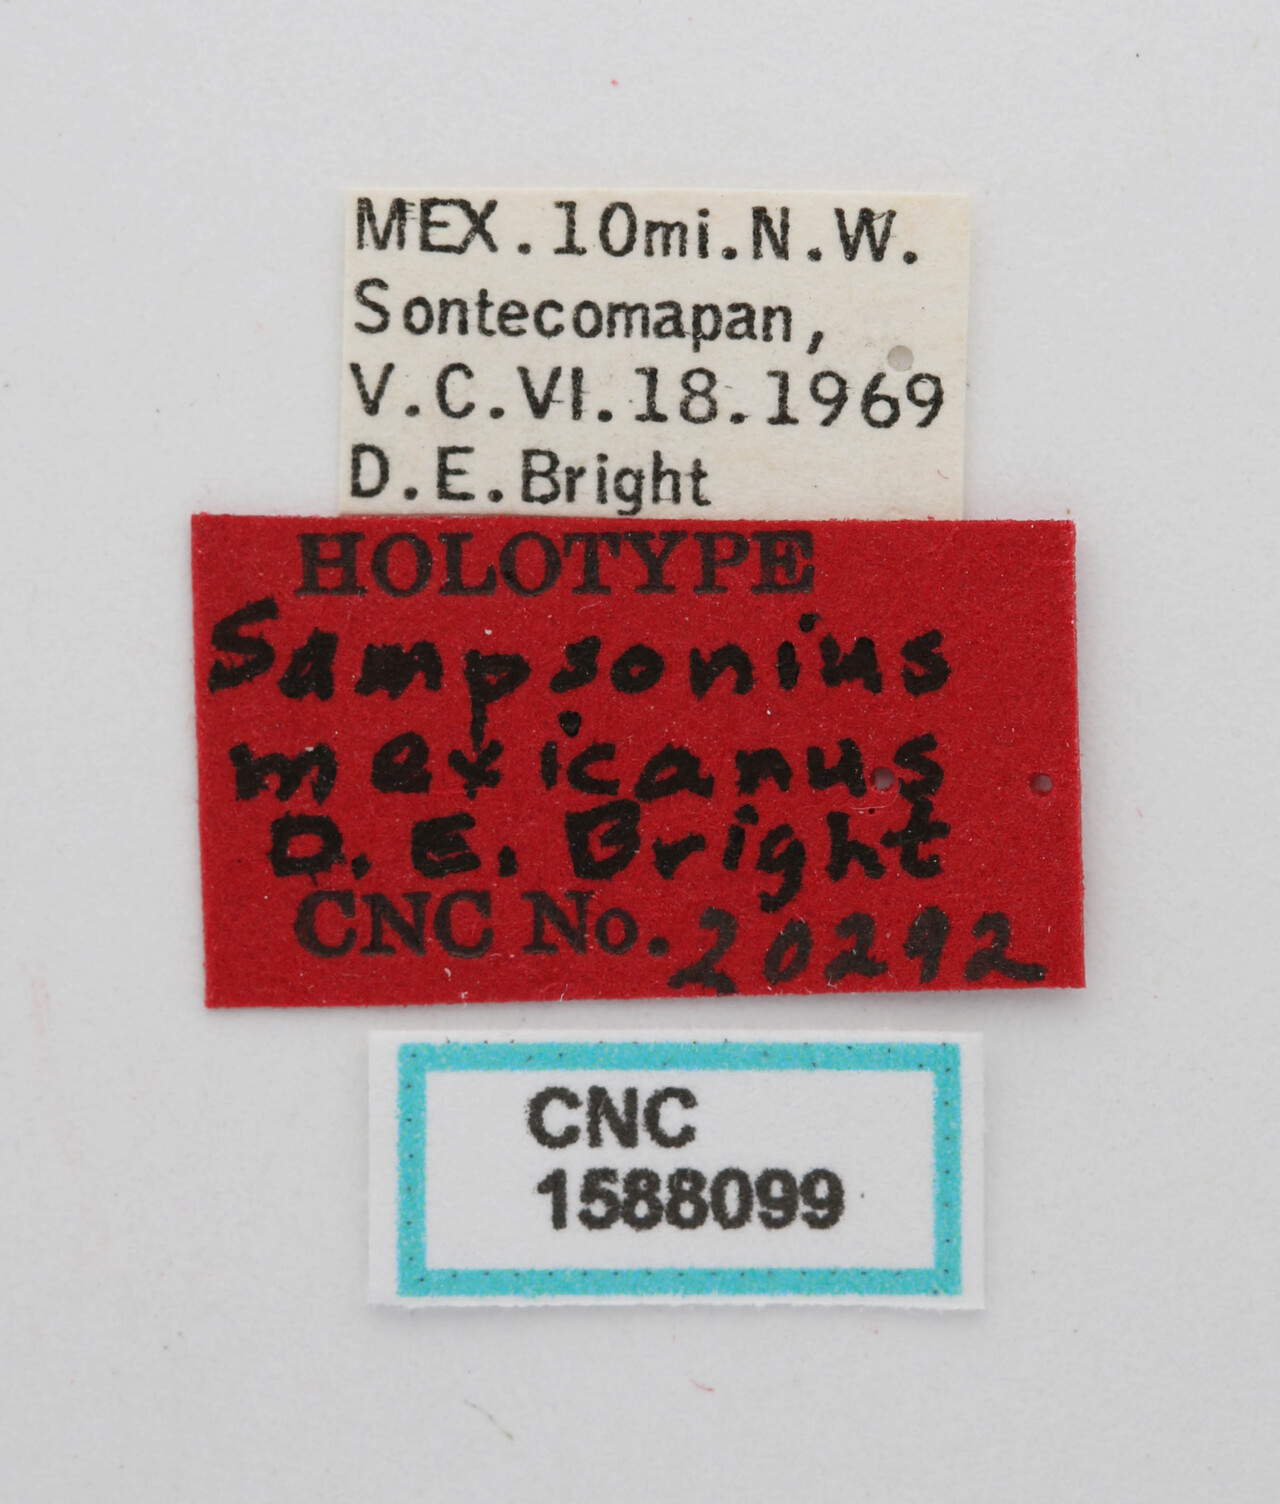 MEX.10mi.N.W.
Sontecomapan,
V.C.VI.18.1969
D.E.Bright
HOLOTYPE
Sampsonius
mexicanus
D. E. Bright
CNC No. 20292
CNC
1588099